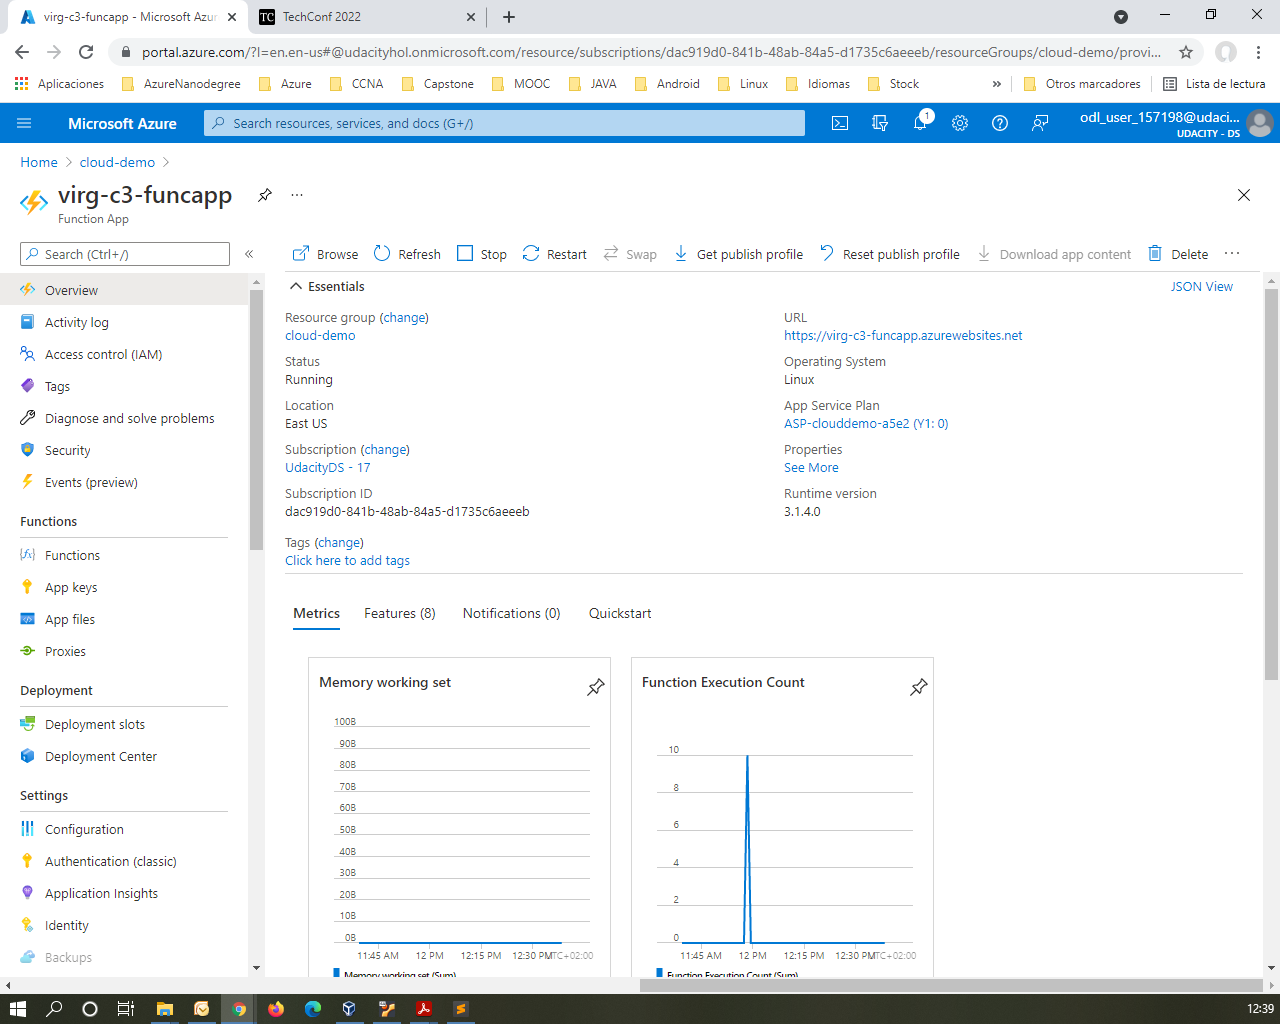 virg-c3-funcapp - Microsoft Azur
TC TechConf 2022
portal.azure.com/?l=en.en-us#@udacityhol.onmicrosoft.com/resource/subscriptions/dac919d0-841b-48ab-84a5-d1735c6aeeeb/resourceGroups/cloud-demo/provi...
Aplicaciones AzureNanodegree Azure CCNA Capstone MOOC JAVA Android Linux Idiomas Stock » Otros marcadores Lista de lectura
Microsoft Azure
Search resources, services, and docs (G+/)
1
odl_user_157198@udaci...
UDACITY - DS
Home > cloud-demo >
virg-c3-funcapp ...
Function App
Search (Ctrl+/) «
Browse Refresh Stop Restart Swap Get publish profile Reset publish profile Download app content Delete ...
Overview
Activity log
Access control (IAM)
Tags
Diagnose and solve problems
Security
Events (preview)
Functions
Functions
App keys
App files
Proxies
Deployment
Deployment slots
Deployment Center
Settings
Configuration
Authentication (classic)
Application Insights
Identity
Backups
Essentials
JSON View
Resource group (change)
cloud-demo
Status
Running
Location
East US
Subscription (change)
UdacityDS - 17
Subscription ID
dac919d0-841b-48ab-84a5-d1735c6aeeeb
Tags (change)
Click here to add tags
URL
https://virg-c3-funcapp.azurewebsites.net
Operating System
Linux
App Service Plan
ASP-clouddemo-a5e2 (Y1: 0)
Properties
See More
Runtime version
3.1.4.0
Metrics Features (8) Notifications (0) Quickstart
Memory working set
100B
90B
80B
70B
60B
50B
40B
30B
20B
10B
0B
11:45 AM 12 PM 12:15 PM 12:30 PM UTC+02:00
Memory working set (Sum)
Function Execution Count
10
8
6
4
2
0
11:45 AM 12 PM 12:15 PM 12:30 PM UTC+02:00
Function Execution Count (Sum)
12:39